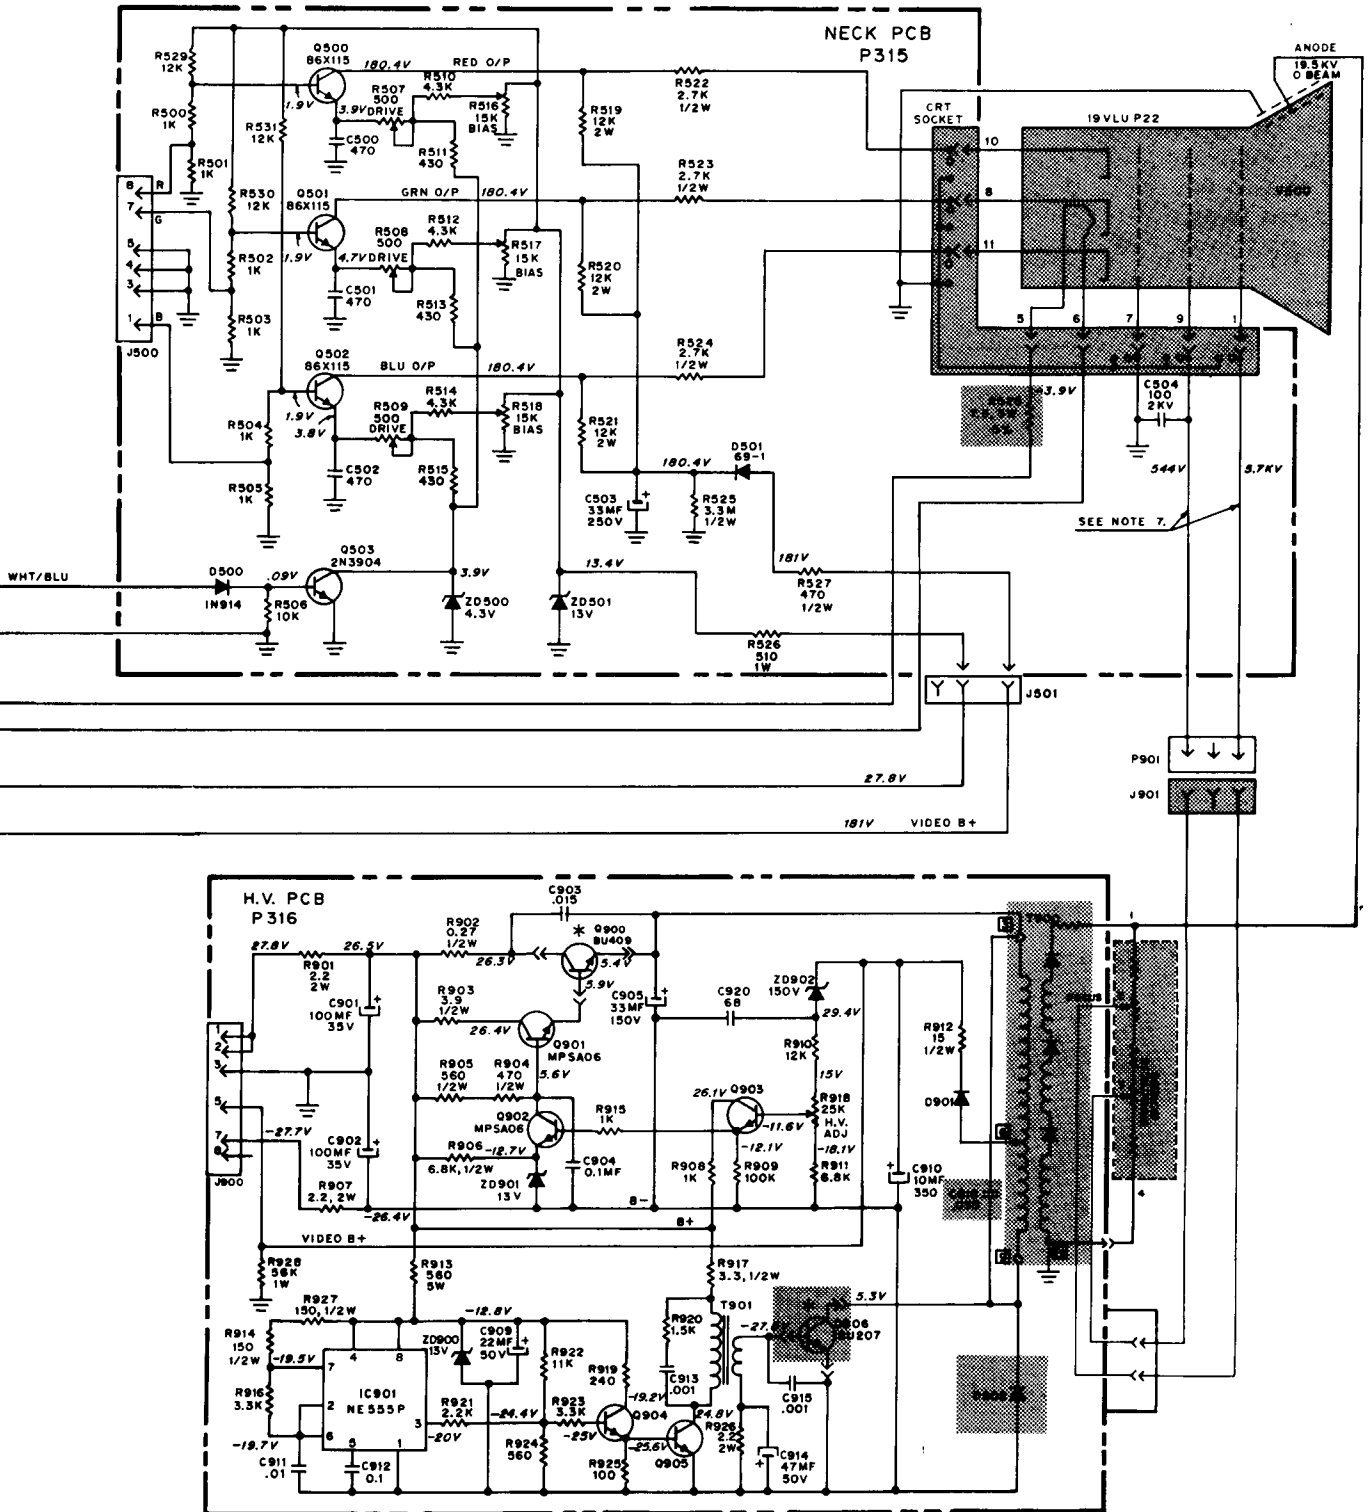 NECK PCB
P315
ANODE
19.5KV
0 BEAM
R529
12K
Q500
86X115
180.4V
RED O/P
R510
4.3K
R507
500
DRIVE
1.9V
3.9V
R516
15K
BIAS
R519
12K
2W
R522
2.7K
1/2W
CRT
SOCKET
19VLUP22
10
R500
1K
R531
12K
C500
470
R511
430
R501
1K
R523
2.7K
1/2W
8
R
7
G
5
4
3
1
B
J500
R530
12K
Q501
86X115
GRN O/P
180.4V
R512
4.3K
R508
500
DRIVE
1.9V
4.7V
R517
15K
BIAS
8
11
R502
1K
C501
470
R513
430
R520
12K
2W
R503
1K
5
6
7
9
1
Q502
86X115
BLU O/P
180.4V
R524
2.7K
1/2W
R514
4.3K
R509
500
DRIVE
1.9V
3.8V
R518
15K
BIAS
R521
12K
2W
3.9V
C504
100
2KV
R504
1K
C502
470
R515
430
D501
69-1
180.4V
R505
1K
C503
33MF
250V
R525
3.3M
1/2W
544V
5.7KV
SEE NOTE 7.
WHT/BLU
D500
IN914
.09V
Q503
2N3904
R506
10K
3.9V
ZD500
4.3V
13.4V
ZD501
13V
181V
R527
470
1/2W
R526
510
1W
J501
P901
J901
27.8V
181V
VIDEO B+
H.V. PCB
P316
C903
.015
27.8V
R901
2.2
2W
26.5V
R902
0.27
1/2W
26.3V
*
Q900
BU409
5.4V
5.9V
C901
100MF
35V
R903
3.9
1/2W
26.4V
Q901
MPSA06
C905
33MF
150V
C920
68
ZD902
150V
29.4V
R910
12K
R912
15
1/2W
1
2
3
5
7
8
J900
R905
560
1/2W
R904
470
1/2W
5.6V
15V
26.1V
Q903
R918
25K
H.V.
ADJ
D901
Q902
MPSA06
R915
1K
-11.6V
-12.1V
-18.1V
-27.7V
C902
100MF
35V
R906
6.8K, 1/2W
-12.7V
ZD901
13V
C904
0.1MF
R908
1K
R909
100K
R911
6.8K
C910
10MF
350
R907
2.2, 2W
-26.4V
B-
B+
4
VIDEO B+
R928
56K
1W
R913
560
5W
R917
3.3, 1/2W
R927
150, 1/2W
-12.8V
R920
1.5K
T901
-27.6V
*
BU207
5.3V
R914
150
1/2W
-19.5V
7
4
8
ZD900
13V
C909
22MF
50V
R922
11K
R919
240
-19.2V
C913
.001
C915
.001
R916
3.3K
IC901
NE555P
2
6
3
5
1
R921
2.2K
-20V
-24.4V
R923
3.3K
-25V
Q904
24.8V
R926
2.2
2W
-19.7V
C911
.01
C912
0.1
R924
560
R925
100
-25.6V
Q905
C914
47MF
50V